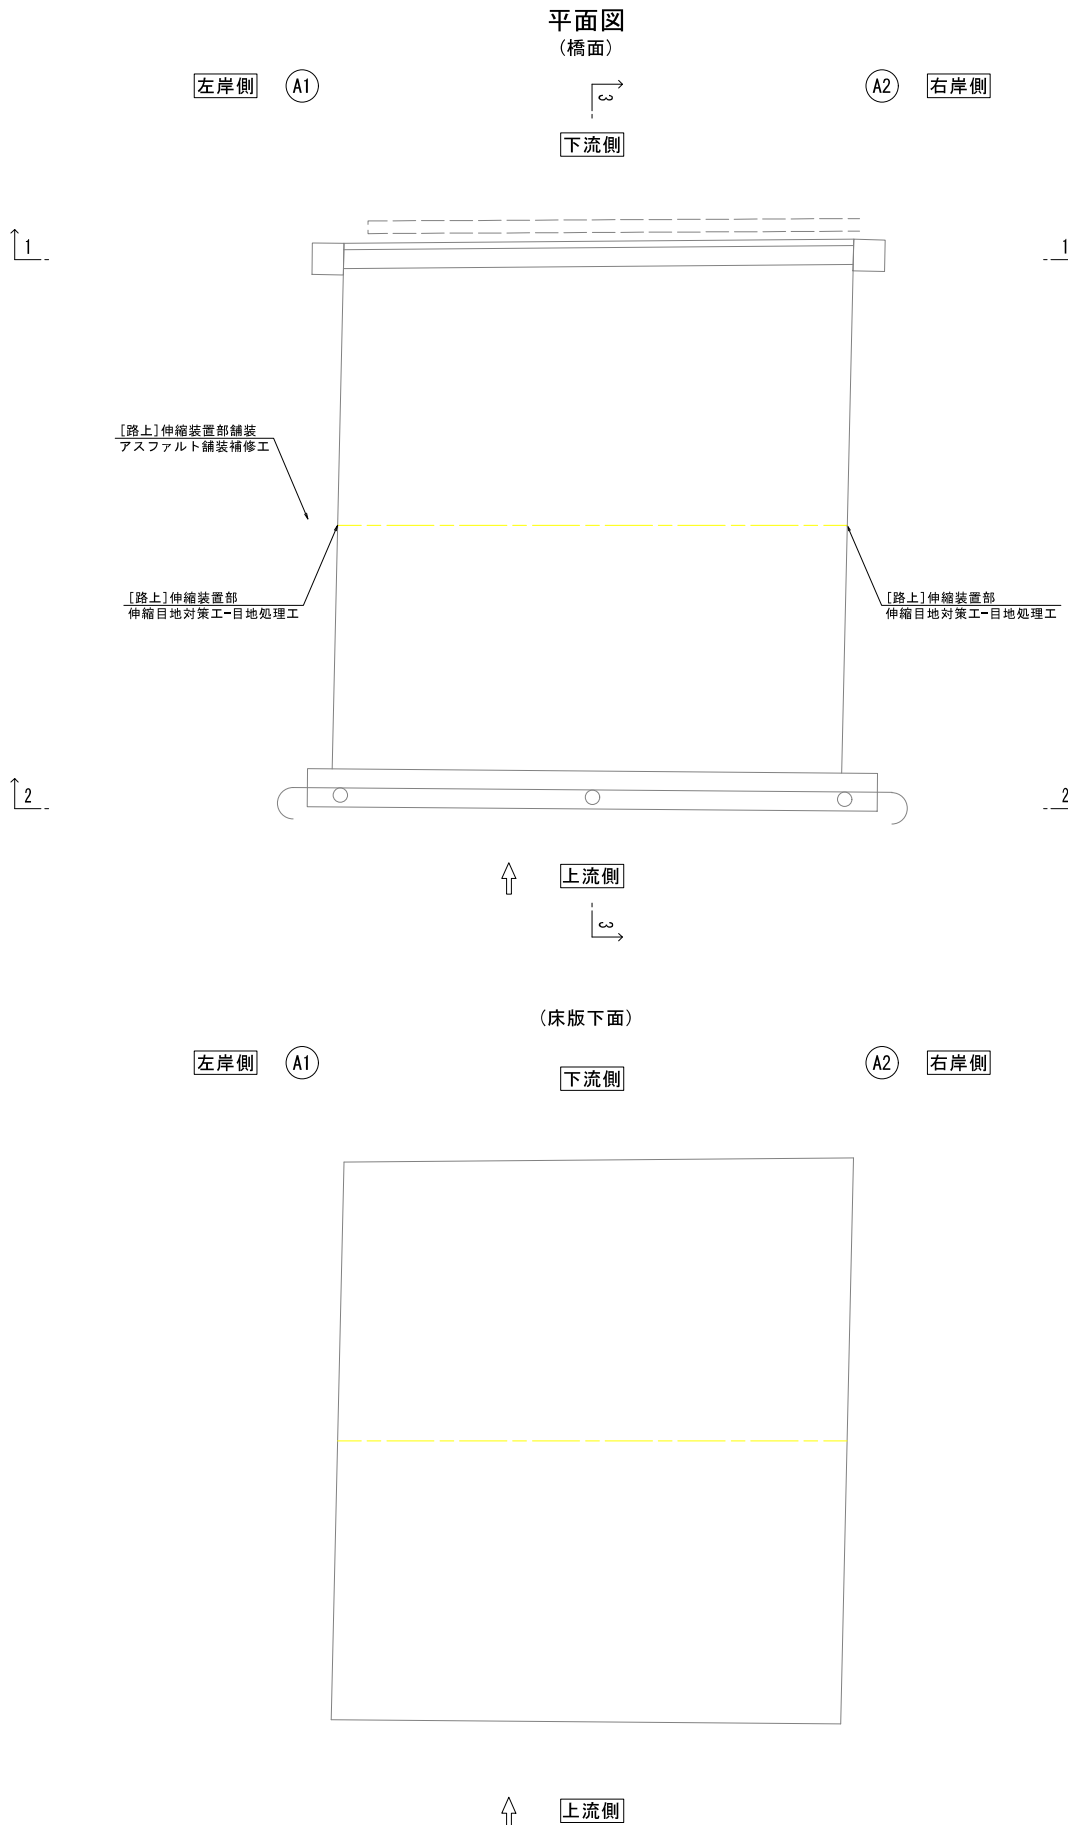 平面図
(橋面)
左岸側 A1 3 A2 右岸側
下流側
1 1
[路上]伸縮装置部舗装
アスファルト舗装補修工
[路上]伸縮装置部
伸縮目地対策工-目地処理工
[路上]伸縮装置部
伸縮目地対策工-目地処理工
2 2
上流側
3
(床版下面)
左岸側 A1 A2 右岸側
下流側
上流側